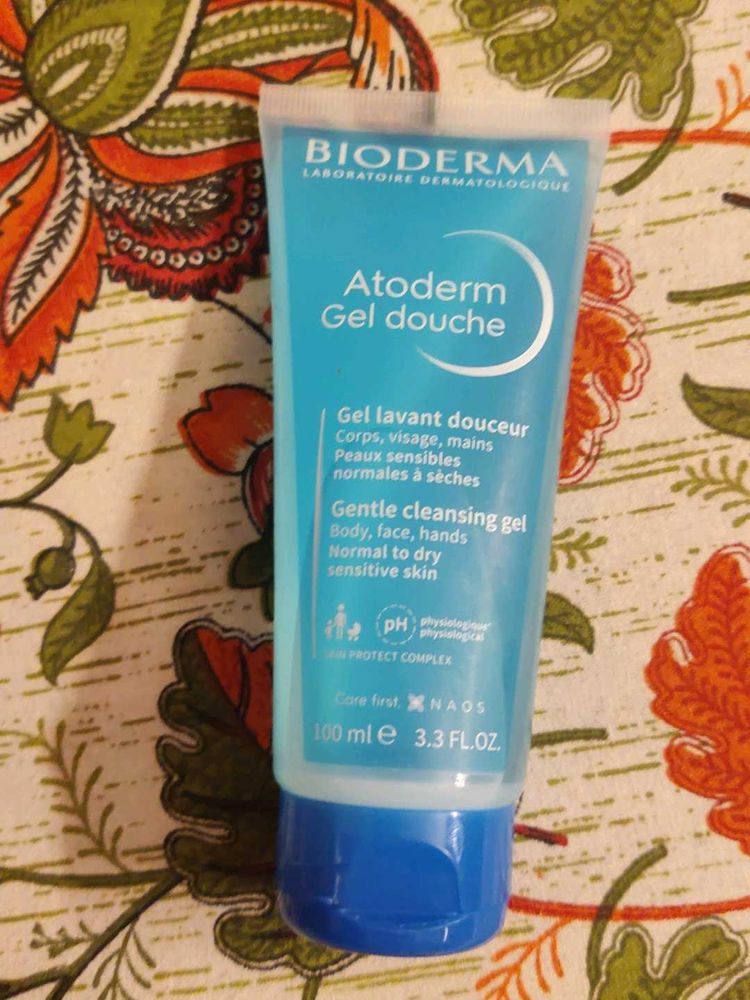 BIODERMA
LABORATOIRE DERMATOLOGIQUE
Atoderm
Gel douche
Gel lavant douceur
Corps, visage, mains
Peaux sensibles
normales à sèches
Gentle cleansing gel
Body, face, hands
Normal to dry
sensitive skin
pH physiologique*
physiological
SKIN PROTECT COMPLEX
Care first. NAOS
100 ml e 3.3 FL.OZ.